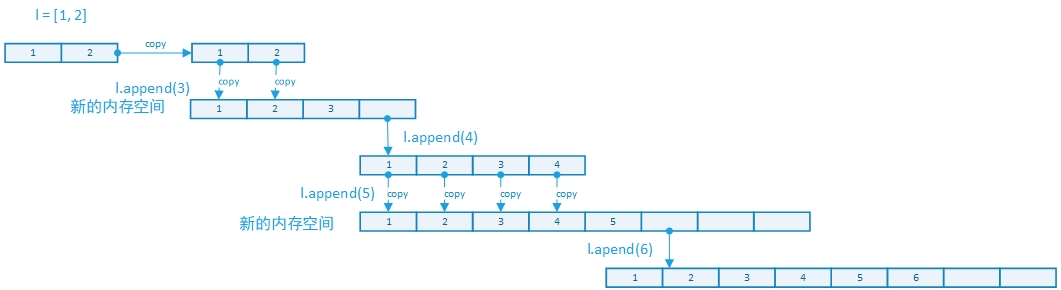 l = [1, 2]
copy
1 2
1 2
l.append(3)
copy copy
新的内存空间
1 2 3
l.append(4)
1 2 3 4
l.append(5)
copy copy copy copy
新的内存空间
1 2 3 4 5
l.apend(6)
1 2 3 4 5 6